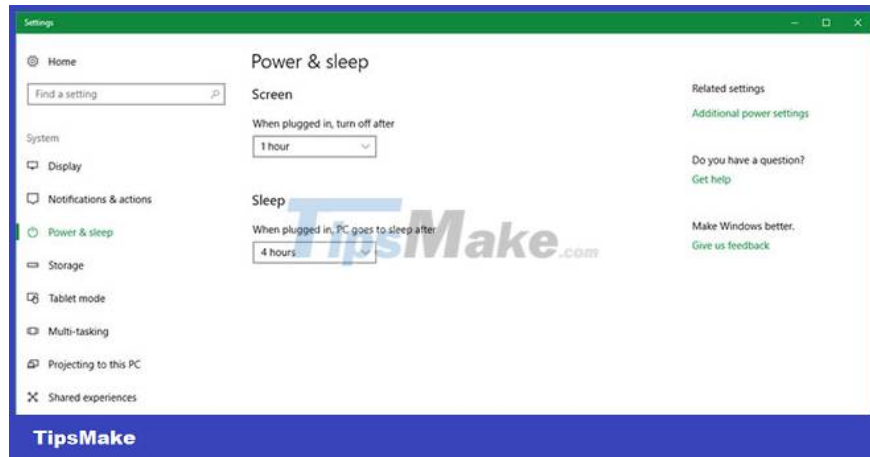 Settings
Home
Find a setting
System
Display
Notifications & actions
Power & sleep
Storage
Tablet mode
Multi-tasking
Projecting to this PC
Shared experiences
Power & sleep
Screen
When plugged in, turn off after
1 hour
Sleep
When plugged in, PC goes to sleep after
4 hours
TipsMake.com
Related settings
Additional power settings
Do you have a question?
Get help
Make Windows better.
Give us feedback
TipsMake